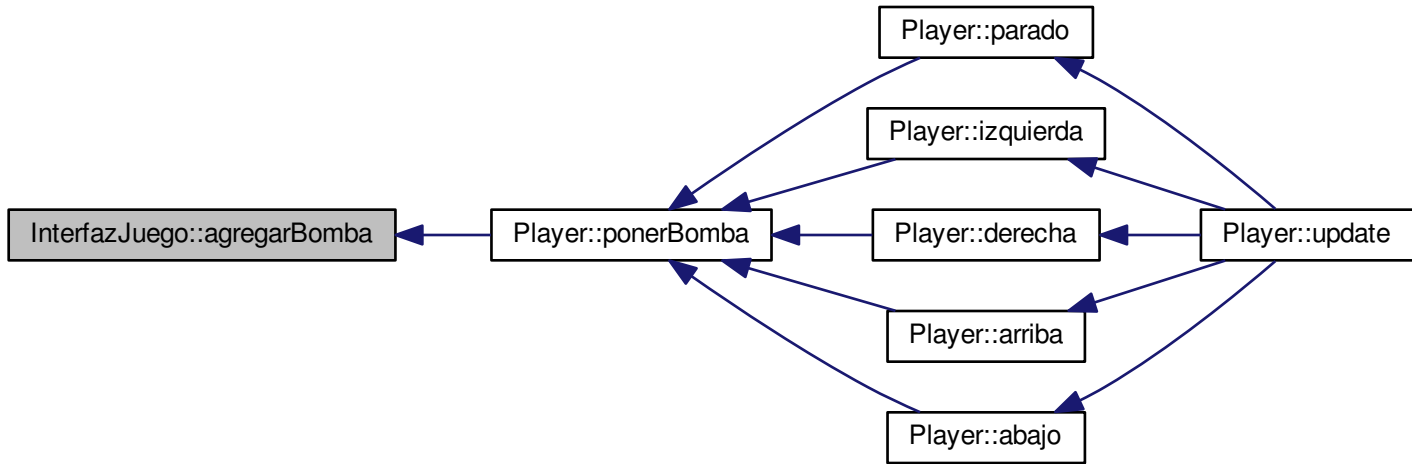 Player::parado
Player::izquierda
InterfazJuego::agregarBomba
Player::ponerBomba
Player::derecha
Player::update
Player::arriba
Player::abajo